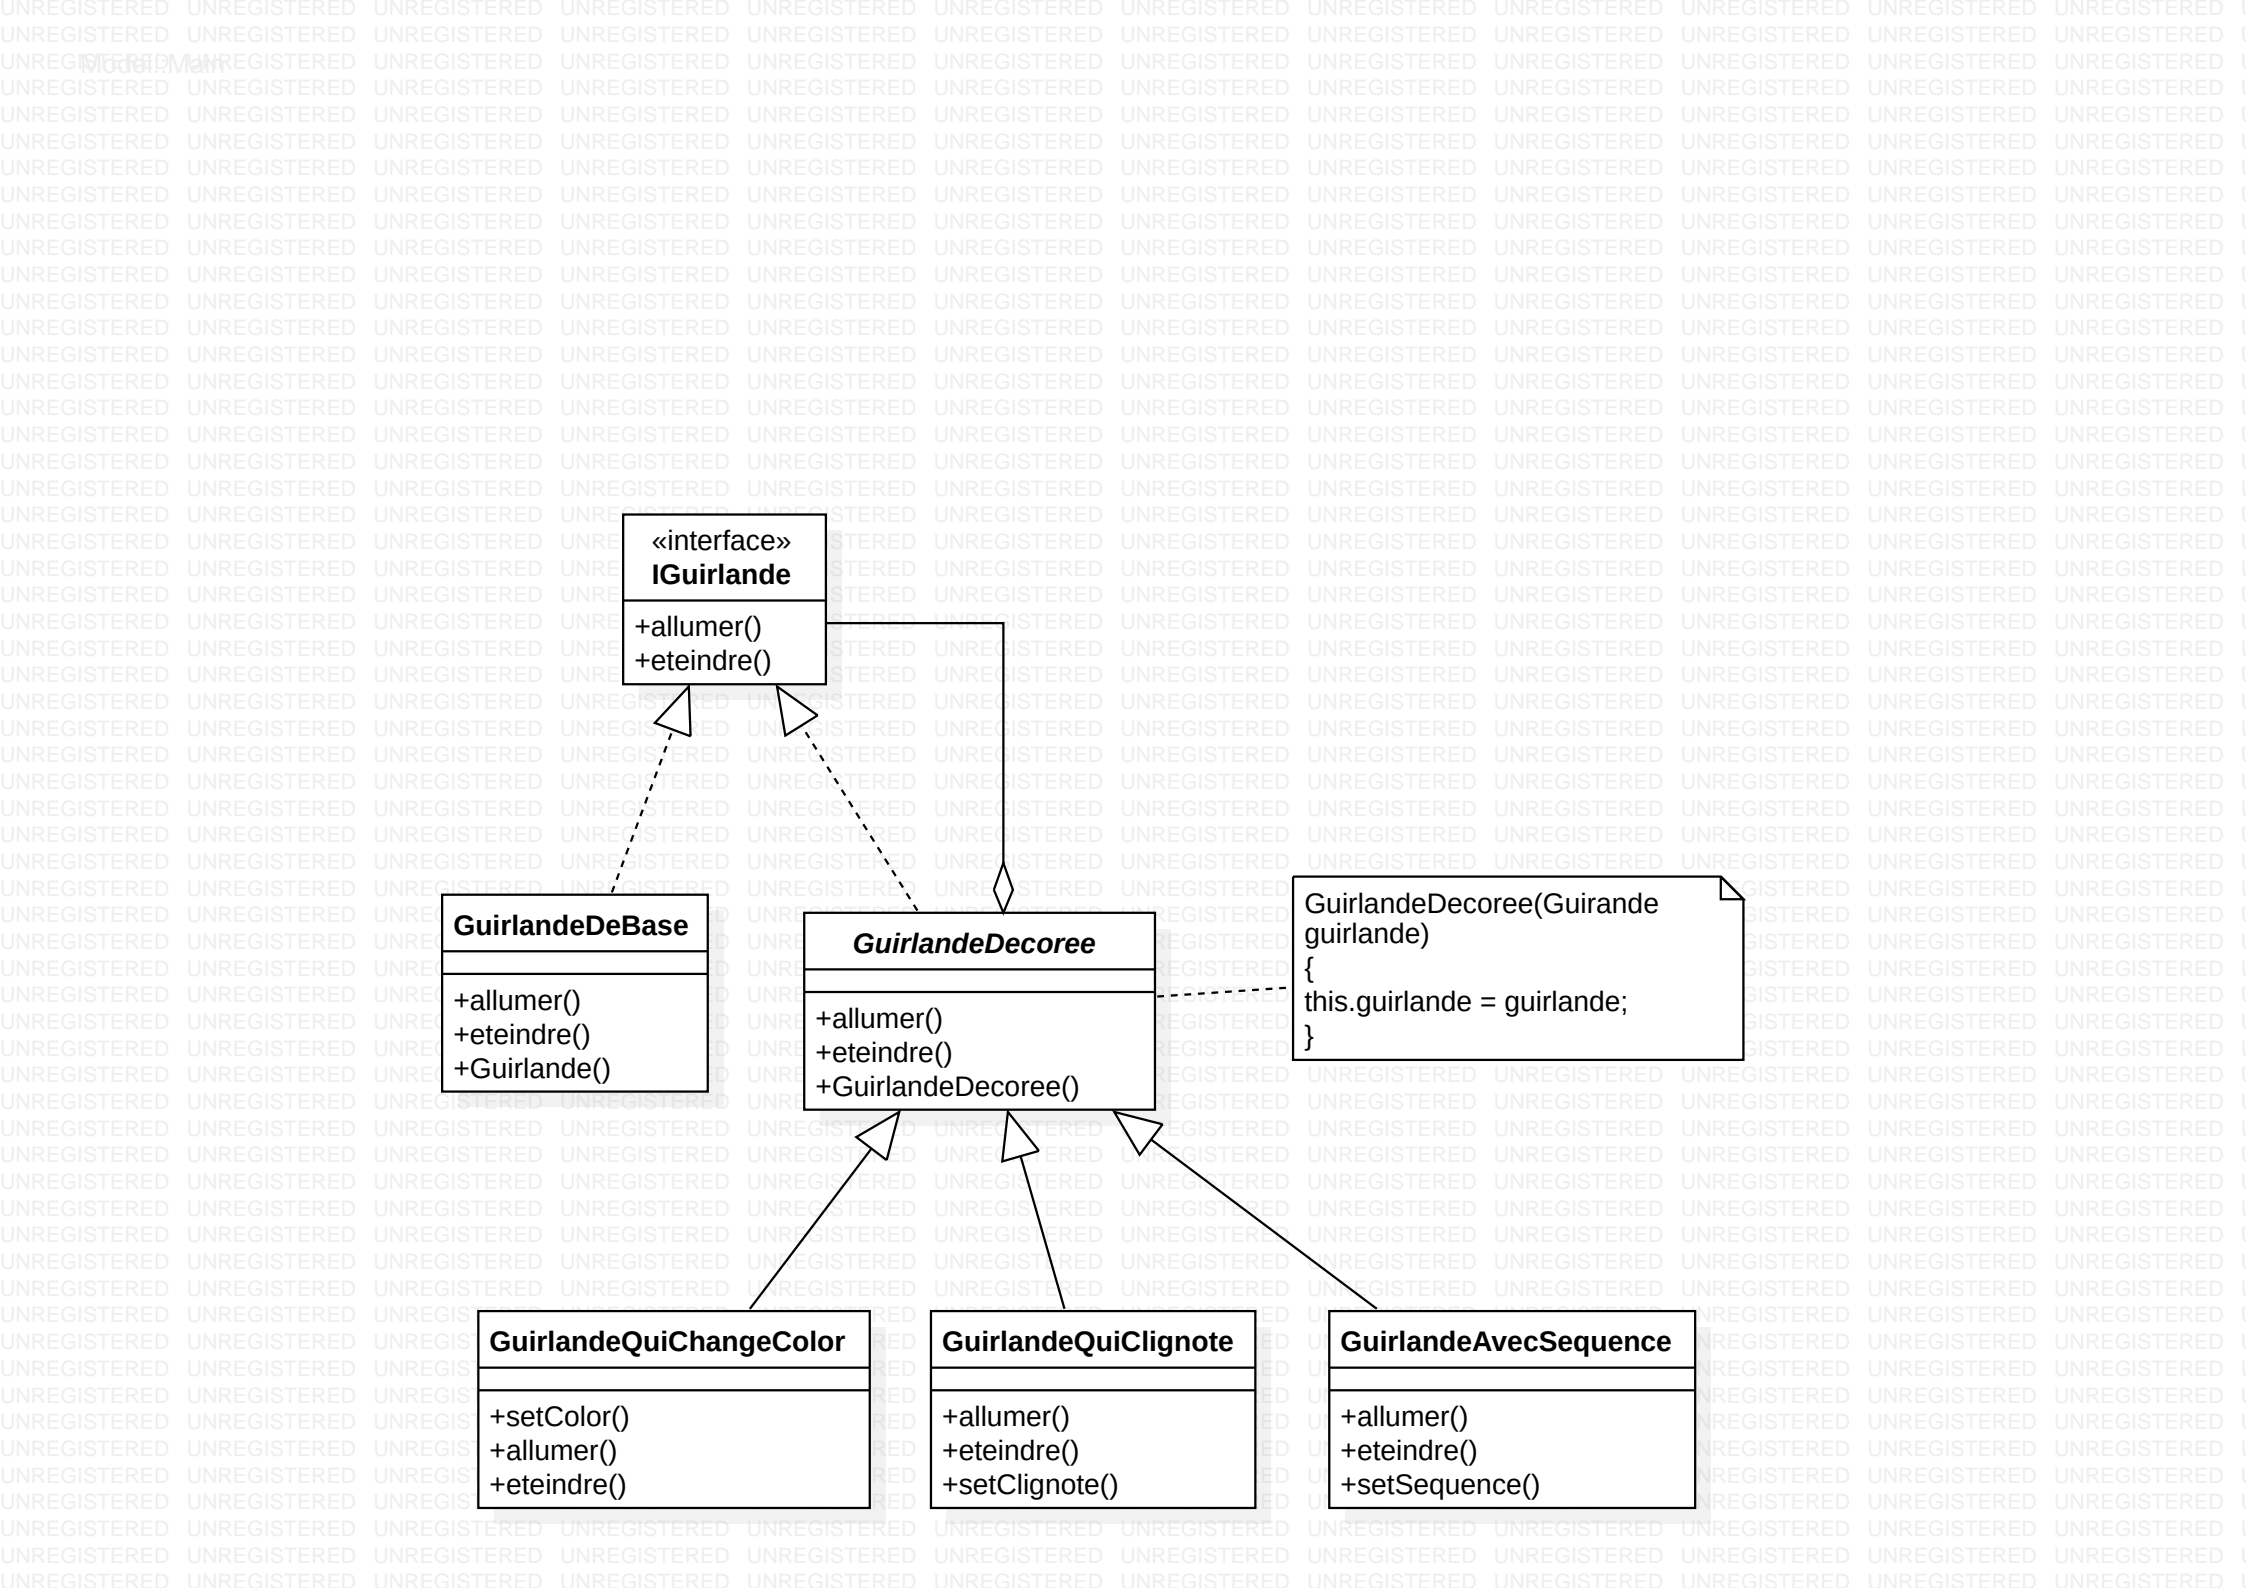 Model::Main
«interface»
IGuirlande
+allumer()
+eteindre()
GuirlandeDeBase
+allumer()
+eteindre()
+Guirlande()
GuirlandeDecoree
+allumer()
+eteindre()
+GuirlandeDecoree()
GuirlandeDecoree(Guirande
guirlande)
{
this.guirlande = guirlande;
}
GuirlandeQuiChangeColor
+setColor()
+allumer()
+eteindre()
GuirlandeQuiClignote
+allumer()
+eteindre()
+setClignote()
GuirlandeAvecSequence
+allumer()
+eteindre()
+setSequence()
UNREGISTERED